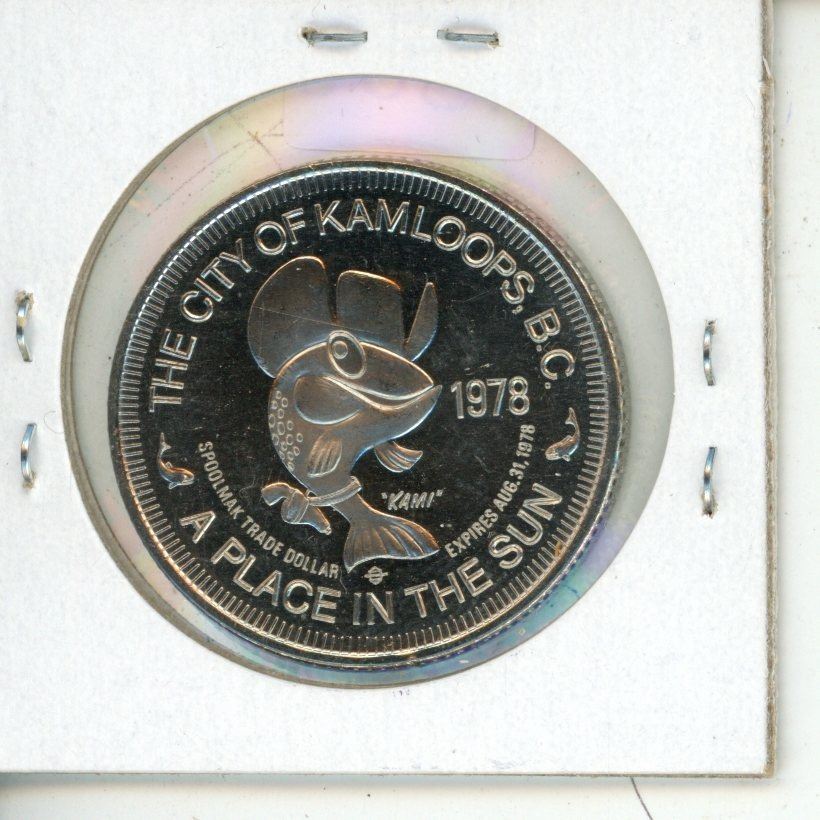 THE CITY OF KAMLOOPS, B.C.
1978
"KAMI"
SPOOLMAK TRADE DOLLAR
EXPIRES AUG. 31, 1978
A PLACE IN THE SUN